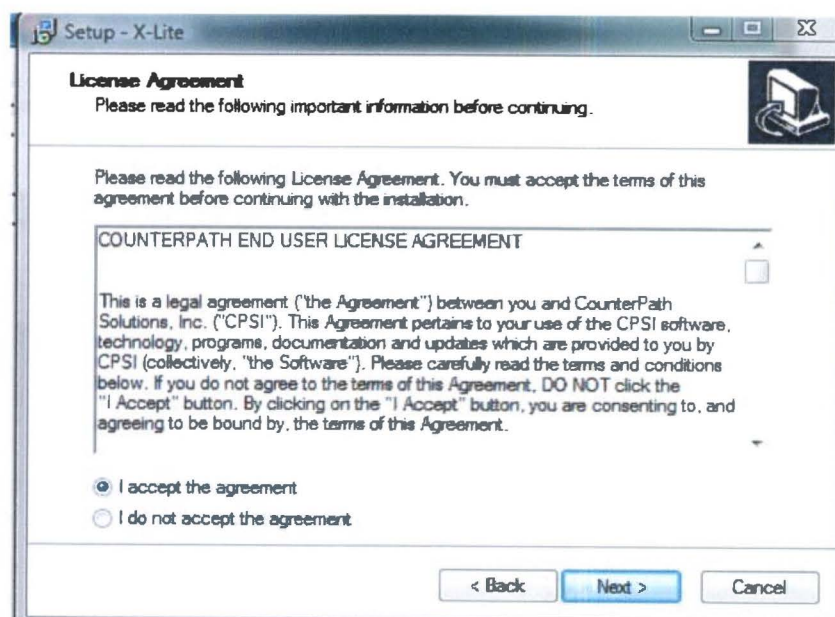 Setup - X-Lite
License Agreement
Please read the following important information before continuing.
Please read the following License Agreement. You must accept the terms of this
agreement before continuing with the installation.
COUNTERPATH END USER LICENSE AGREEMENT
This is a legal agreement ("the Agreement") between you and CounterPath
Solutions, Inc. ("CPSI"). This Agreement pertains to your use of the CPSI software,
technology, programs, documentation and updates which are provided to you by
CPSI (collectively, "the Software"). Please carefully read the terms and conditions
below. If you do not agree to the terms of this Agreement, DO NOT click the
"I Accept" button. By clicking on the "I Accept" button, you are consenting to, and
agreeing to be bound by, the terms of this Agreement.
I accept the agreement
I do not accept the agreement
< Back Next > Cancel